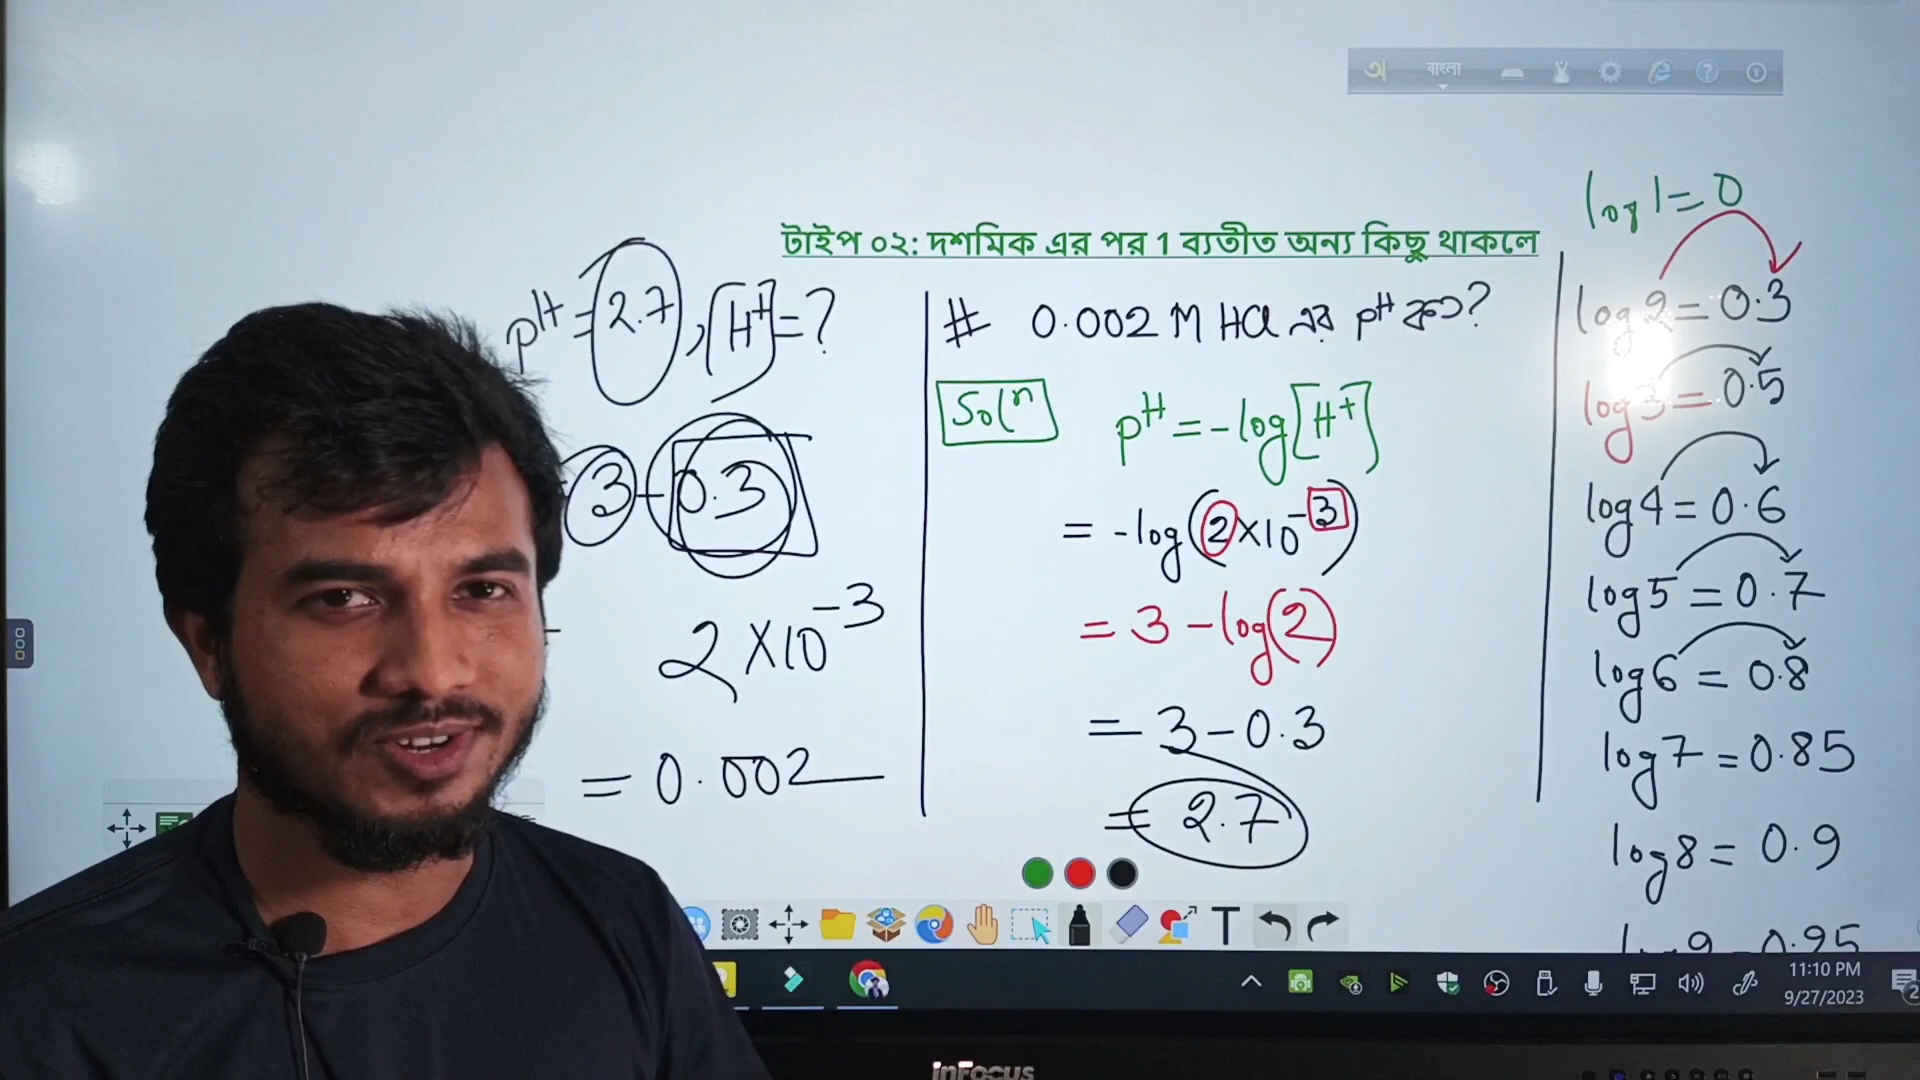 অ বাংলা
টাইপ ০২: দশমিক এর পর 1 ব্যতীত অন্য কিছু থাকলে
pH = 2.7, [H+] = ?
3 - 0.3
2 × 10⁻³
= 0.002
# 0.002 M HCl এর pH কত?
Solⁿ
pH = -log[H+]
= -log(2×10⁻³)
= 3 - log(2)
= 3 - 0.3
= 2.7
log 1 = 0
log 2 = 0.3
log 3 = 0.5
log 4 = 0.6
log 5 = 0.7
log 6 = 0.8
log 7 = 0.85
log 8 = 0.9
0.95
T
11:10 PM
9/27/2023
2
InFocus